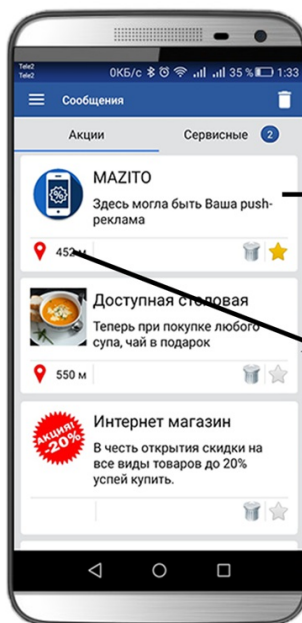 Tele2
Tele2
0КБ/с 35 % 1:33
Сообщения
Акции Сервисные 2
MAZITO
Здесь могла быть Ваша push-
реклама
452 м
Доступная столовая
Теперь при покупке любого
супа, чай в подарок
550 м
АКЦИЯ!
-20%
Интернет магазин
В честь открытия скидки на
все виды товаров до 20%
успей купить.